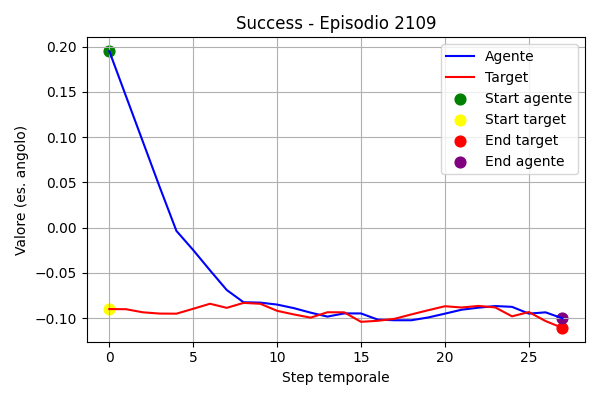 Success - Episodio 2109
Valore (es. angolo)
0.20
0.15
0.10
0.05
0.00
−0.05
−0.10
Agente
Target
Start agente
Start target
End target
End agente
0 5 10 15 20 25
Step temporale